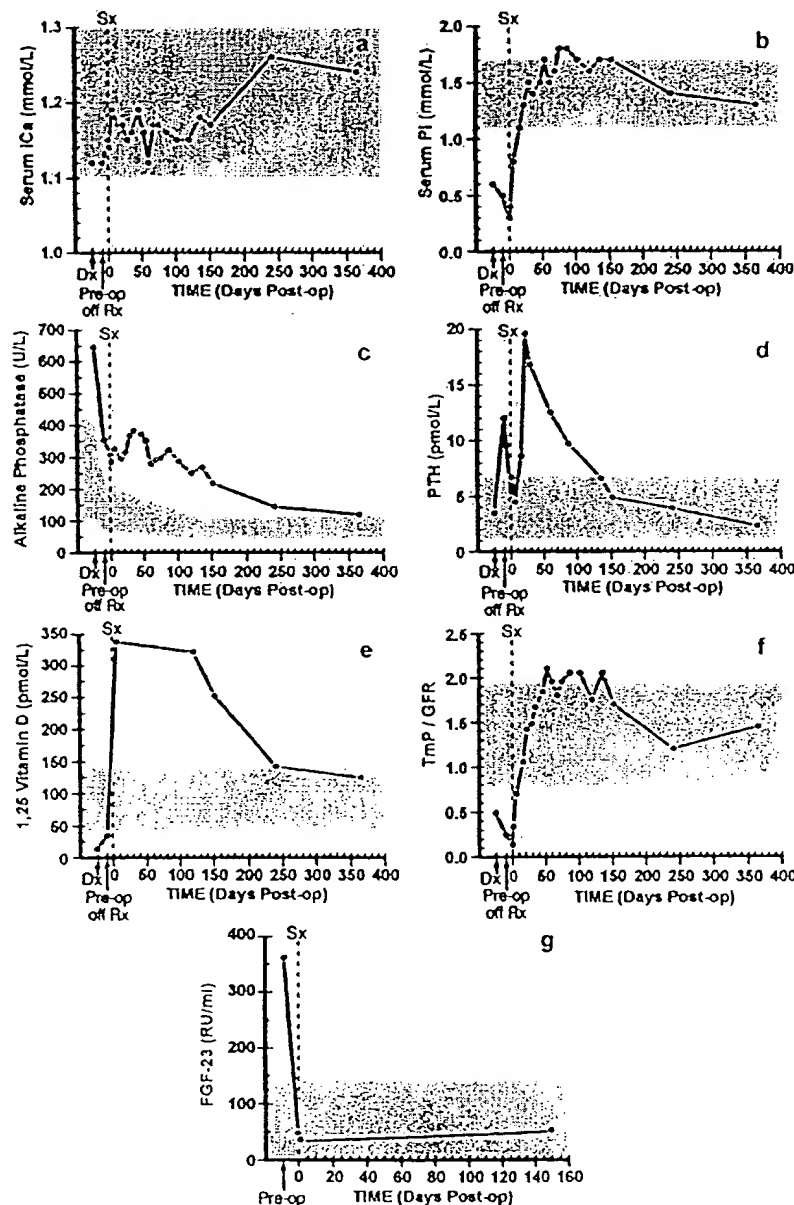 Sx
a
Serum iCa (mmol/L)
1.3
1.2
1.1
1.0
0 50 100 150 200 250 300 350 400
Dx
Pre-op
off Rx
TIME (Days Post-op)
Sx
b
Serum Pi (mmol/L)
2.0
1.5
1.0
0.5
0.0
0 50 100 150 200 250 300 350 400
Dx
Pre-op
off Rx
TIME (Days Post-op)
Sx
c
Alkaline Phosphatase (U/L)
700
600
500
400
300
200
100
0
0 50 100 150 200 250 300 350 400
Dx
Pre-op
off Rx
TIME (Days Post-op)
Sx
d
PTH (pmol/L)
20
15
10
5
0
0 50 100 150 200 250 300 350 400
Dx
Pre-op
off Rx
TIME (Days Post-op)
Sx
e
1,25 Vitamin D (pmol/L)
350
300
250
200
150
100
50
0
0 50 100 150 200 250 300 350 400
Dx
Pre-op
off Rx
TIME (Days Post-op)
Sx
f
TmP / GFR
2.5
2.0
1.5
1.0
0.5
0.0
0 50 100 150 200 250 300 350 400
Dx
Pre-op
off Rx
TIME (Days Post-op)
Sx
g
FGF-23 (RU/ml)
400
300
200
100
50
0
0 20 40 60 80 100 120 140 160
Pre-op
TIME (Days Post-op)